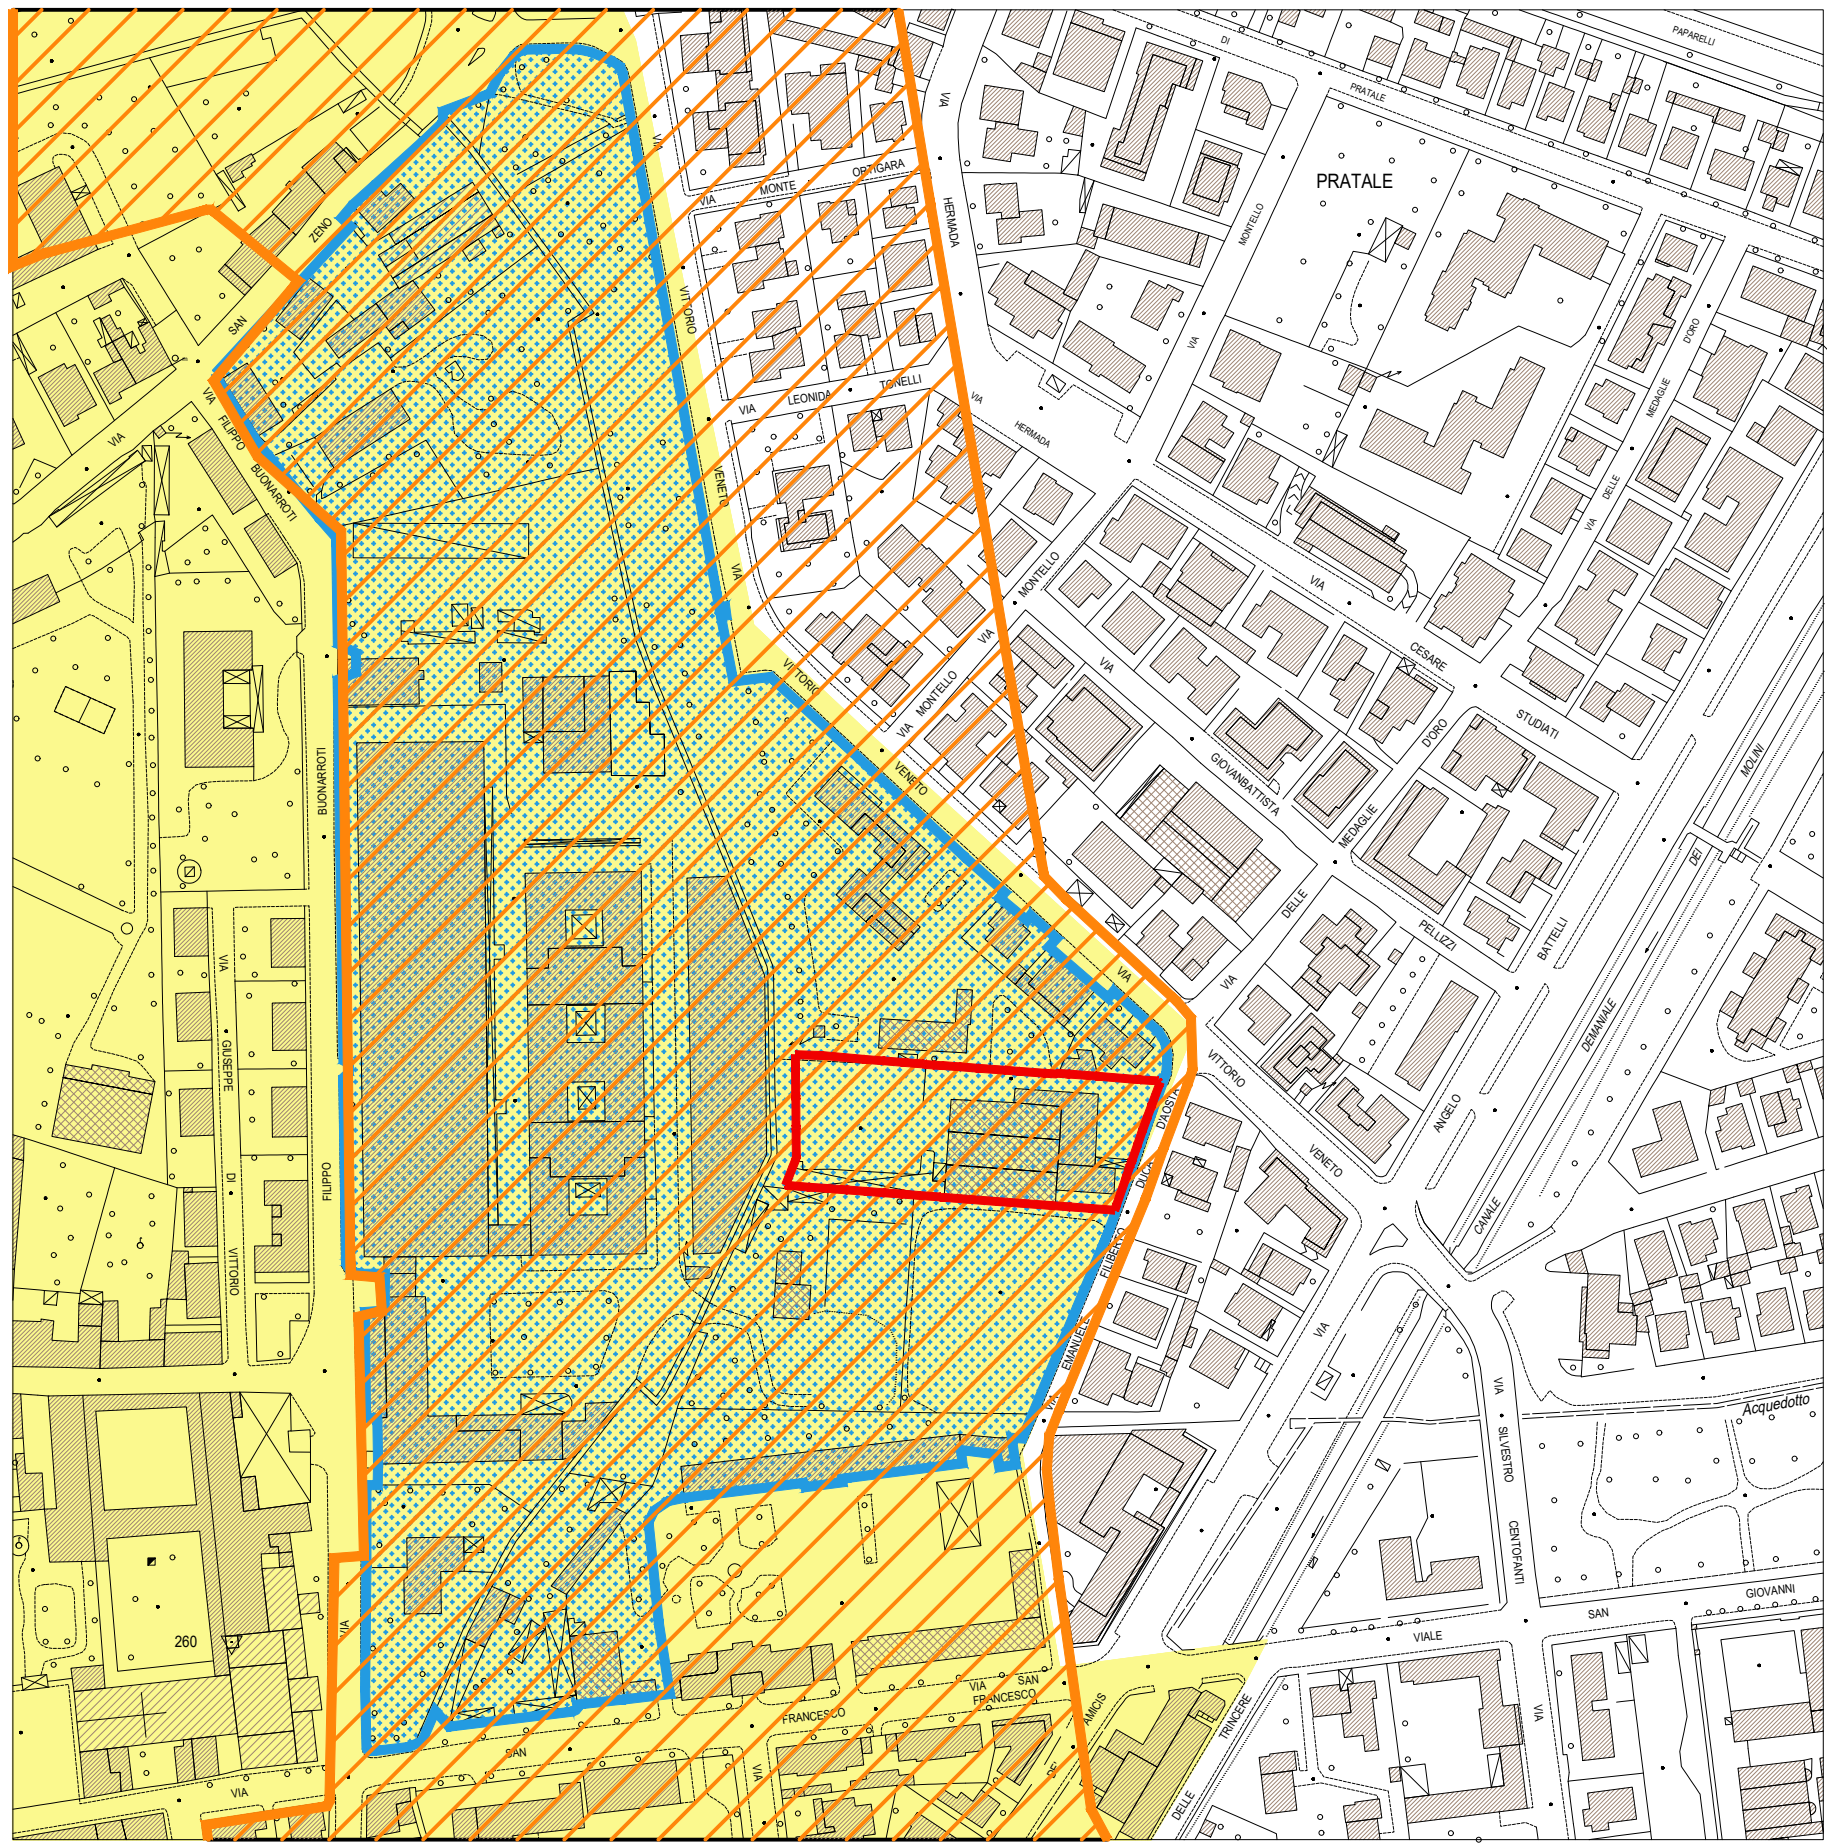 PAPARELLI
DI
PRATALE
VIA
VIA
MONTE
ORTIGARA
VIA
PRATALE
HERMADA
MONTELLO
ZENO
SAN
VITTORIO
VIA
D'ORO
VIA
LEONIDA
TONELLI
VIA
HERMADA
MEDAGLIE
VIA
FILIPPO
BUONARROTI
VIA
VENETO
DELLE
VIA
VIA
MONTELLO
VIA
VIA
CESARE
STUDIATI
VITTORIO
VIA
MONTELLO
VIA
VENETO
GIOVANBATTISTA
D'ORO
MEDAGLIE
MOLINI
BUONARROTI
DEI
DELLE
PELLIZZI
BATTELLI
VIA
VIA
VIA
DEMANIALE
GIUSEPPE
VITTORIO
VENETO
D'AOSTA
ANGELO
DUCA
DI
FILIPPO
CANALE
VITTORIO
FILIBERTO
EMANUELE
VIA
VIA
VIA
SILVESTRO
CENTOFANTI
Acquedotto
GIOVANNI
SAN
VIALE
VIA
260
VIA
SAN
FRANCESCO
FRANCESCO
AMICIS
DE
TRINCERE
DELLE
VIA
SAN
VIA
VIA